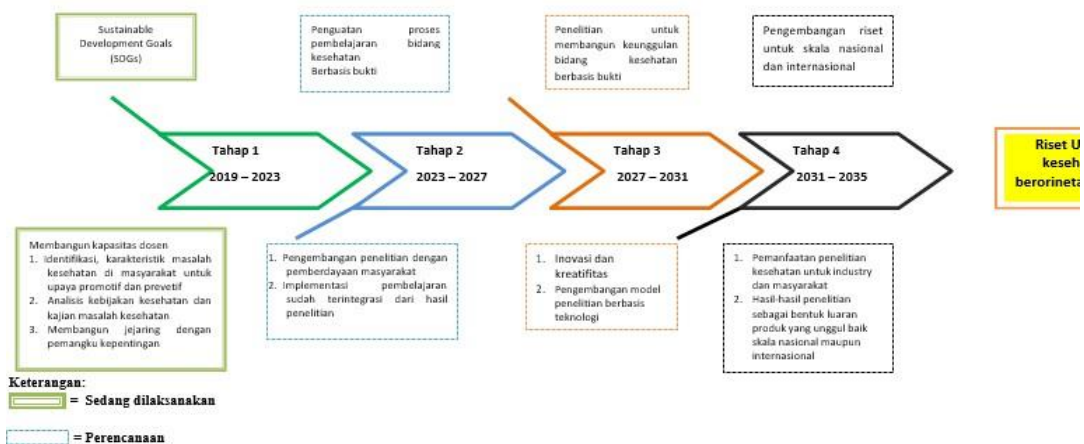 Sustainable
Development Goals
(SDGs)
Penguatan proses
pembelajaran bidang
kesehatan
Berbasis bukti
Penelitian untuk
membangun keunggulan
bidang kesehatan
berbasis bukti
Pengembangan riset
untuk skala nasional
dan internasional
Tahap 1
2019 – 2023
Tahap 2
2023 – 2027
Tahap 3
2027 – 2031
Tahap 4
2031 – 2035
Riset U
keseh
berorineta
Membangun kapasitas dosen
1. Identifikasi, karakteristik masalah
kesehatan di masyarakat untuk
upaya promotif dan prevetif
2. Analisis kebijakan kesehatan dan
kajian masalah kesehatan
3. Membangun jejaring dengan
pemangku kepentingan
1. Pengembangan penelitian dengan
pemberdayaan masyarakat
2. Implementasi pembelajaran
sudah terintegrasi dari hasil
penelitian
1. Inovasi dan
kreatifitas
2. Pengembangan model
penelitian berbasis
teknologi
1. Pemanfaatan penelitian
kesehatan untuk industry
dan masyarakat
2. Hasil-hasil penelitian
sebagai bentuk luaran
produk yang unggul baik
skala nasional maupun
internasional
Keterangan:
= Sedang dilaksanakan
= Perencanaan